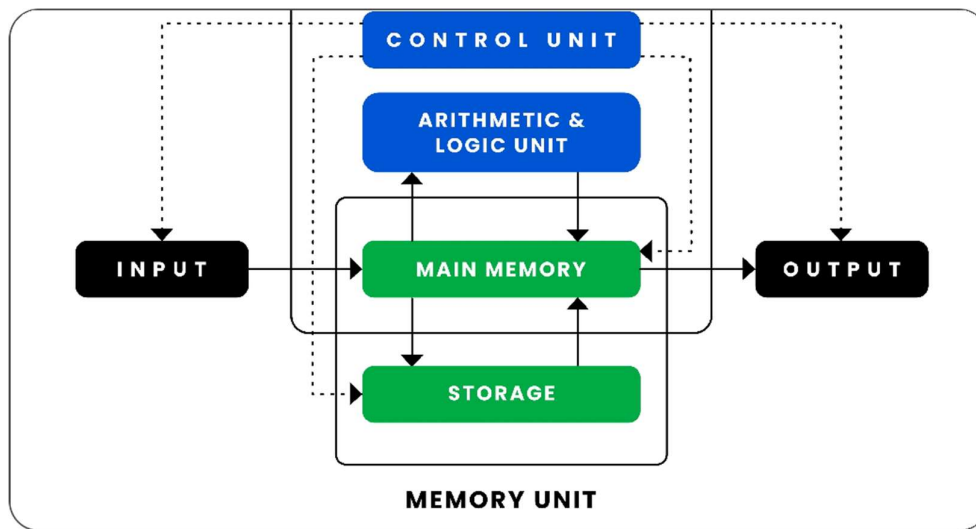 CONTROL UNIT
ARITHMETIC &
LOGIC UNIT
INPUT
MAIN MEMORY
OUTPUT
STORAGE
MEMORY UNIT